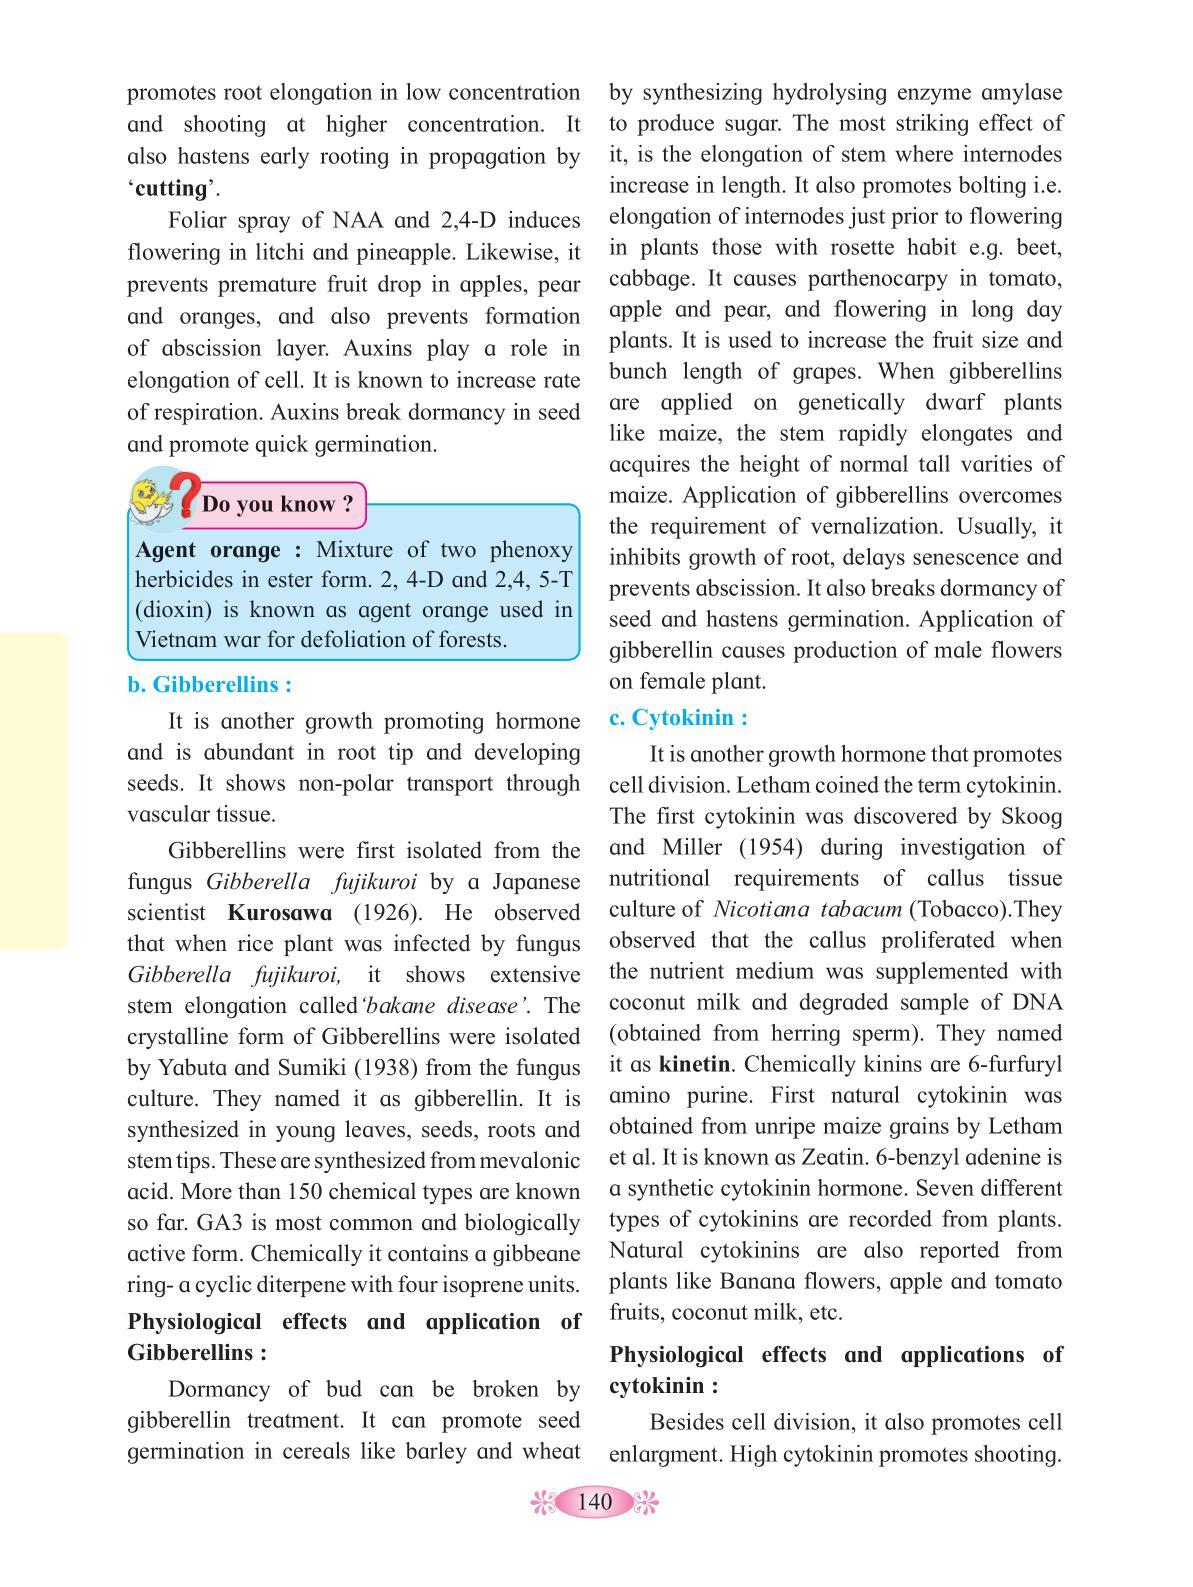 promotes root elongation in low concentration
and shooting at higher concentration. It
also hastens early rooting in propagation by
‘cutting’.
Foliar spray of NAA and 2,4-D induces
flowering in litchi and pineapple. Likewise, it
prevents premature fruit drop in apples, pear
and oranges, and also prevents formation
of abscission layer. Auxins play a role in
elongation of cell. It is known to increase rate
of respiration. Auxins break dormancy in seed
and promote quick germination.
Do you know ?
Agent orange : Mixture of two phenoxy
herbicides in ester form. 2, 4-D and 2,4, 5-T
(dioxin) is known as agent orange used in
Vietnam war for defoliation of forests.
b. Gibberellins :
It is another growth promoting hormone
and is abundant in root tip and developing
seeds. It shows non-polar transport through
vascular tissue.
Gibberellins were first isolated from the
fungus Gibberella fujikuroi by a Japanese
scientist Kurosawa (1926). He observed
that when rice plant was infected by fungus
Gibberella fujikuroi, it shows extensive
stem elongation called ‘bakane disease’. The
crystalline form of Gibberellins were isolated
by Yabuta and Sumiki (1938) from the fungus
culture. They named it as gibberellin. It is
synthesized in young leaves, seeds, roots and
stem tips. These are synthesized from mevalonic
acid. More than 150 chemical types are known
so far. GA3 is most common and biologically
active form. Chemically it contains a gibbeane
ring- a cyclic diterpene with four isoprene units.
Physiological effects and application of
Gibberellins :
Dormancy of bud can be broken by
gibberellin treatment. It can promote seed
germination in cereals like barley and wheat
by synthesizing hydrolysing enzyme amylase
to produce sugar. The most striking effect of
it, is the elongation of stem where internodes
increase in length. It also promotes bolting i.e.
elongation of internodes just prior to flowering
in plants those with rosette habit e.g. beet,
cabbage. It causes parthenocarpy in tomato,
apple and pear, and flowering in long day
plants. It is used to increase the fruit size and
bunch length of grapes. When gibberellins
are applied on genetically dwarf plants
like maize, the stem rapidly elongates and
acquires the height of normal tall varities of
maize. Application of gibberellins overcomes
the requirement of vernalization. Usually, it
inhibits growth of root, delays senescence and
prevents abscission. It also breaks dormancy of
seed and hastens germination. Application of
gibberellin causes production of male flowers
on female plant.
c. Cytokinin :
It is another growth hormone that promotes
cell division. Letham coined the term cytokinin.
The first cytokinin was discovered by Skoog
and Miller (1954) during investigation of
nutritional requirements of callus tissue
culture of Nicotiana tabacum (Tobacco).They
observed that the callus proliferated when
the nutrient medium was supplemented with
coconut milk and degraded sample of DNA
(obtained from herring sperm). They named
it as kinetin. Chemically kinins are 6-furfuryl
amino purine. First natural cytokinin was
obtained from unripe maize grains by Letham
et al. It is known as Zeatin. 6-benzyl adenine is
a synthetic cytokinin hormone. Seven different
types of cytokinins are recorded from plants.
Natural cytokinins are also reported from
plants like Banana flowers, apple and tomato
fruits, coconut milk, etc.
Physiological effects and applications of
cytokinin :
Besides cell division, it also promotes cell
enlargment. High cytokinin promotes shooting.
140